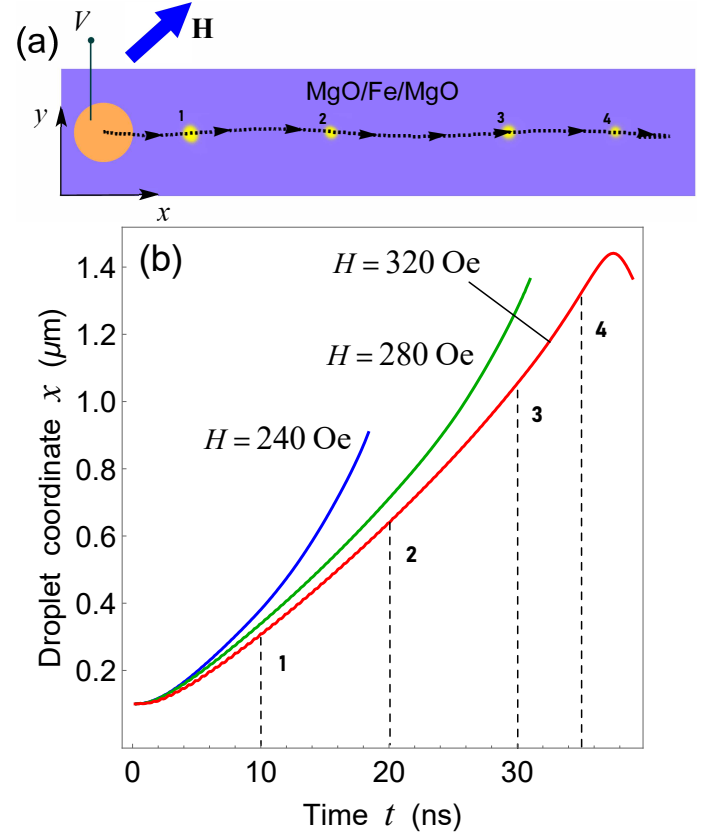 (a)
V
H
MgO/Fe/MgO
y
1
2
3
4
x
(b)
H = 320 Oe
H = 280 Oe
H = 240 Oe
1
2
3
4
1.4
1.2
1.0
0.8
0.6
0.4
0.2
Droplet coordinate x (μm)
0
10
20
30
Time t (ns)